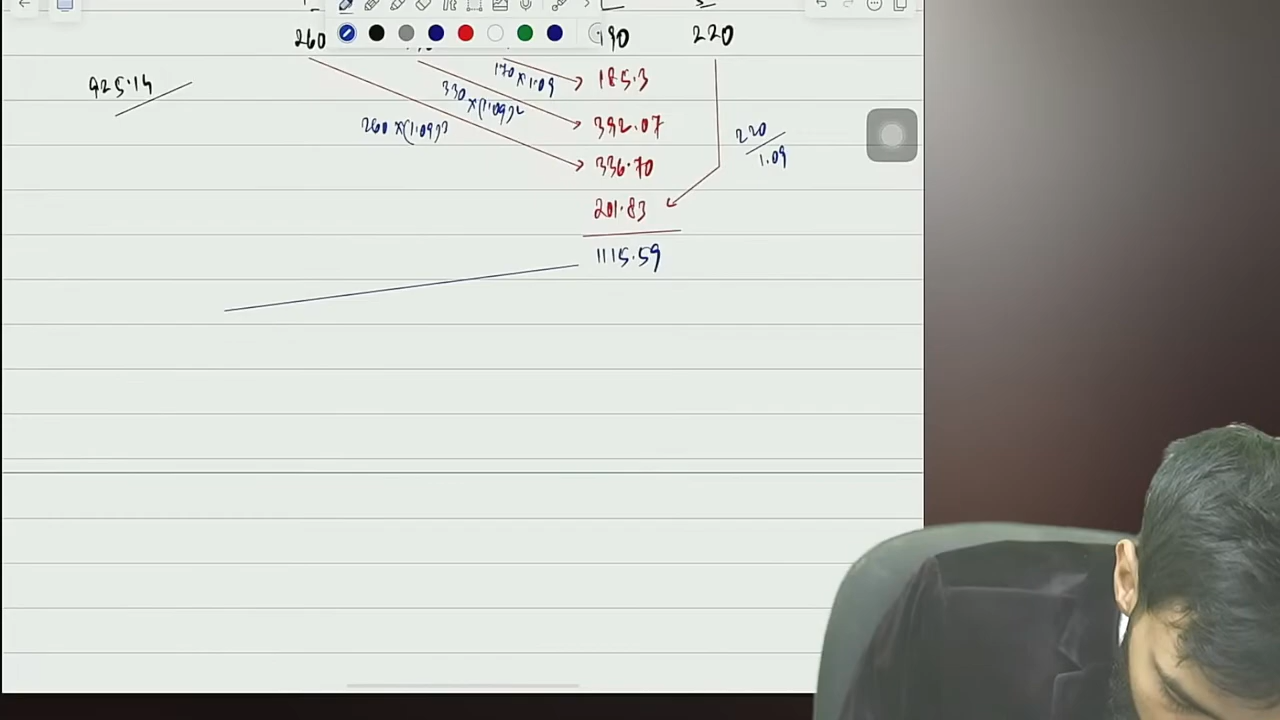 260 190 220
925.14
170 x 1.09 185.3
330 x (1.09)2 392.07
260 x (1.09)3 336.70
220
1.09
201.83
1115.59